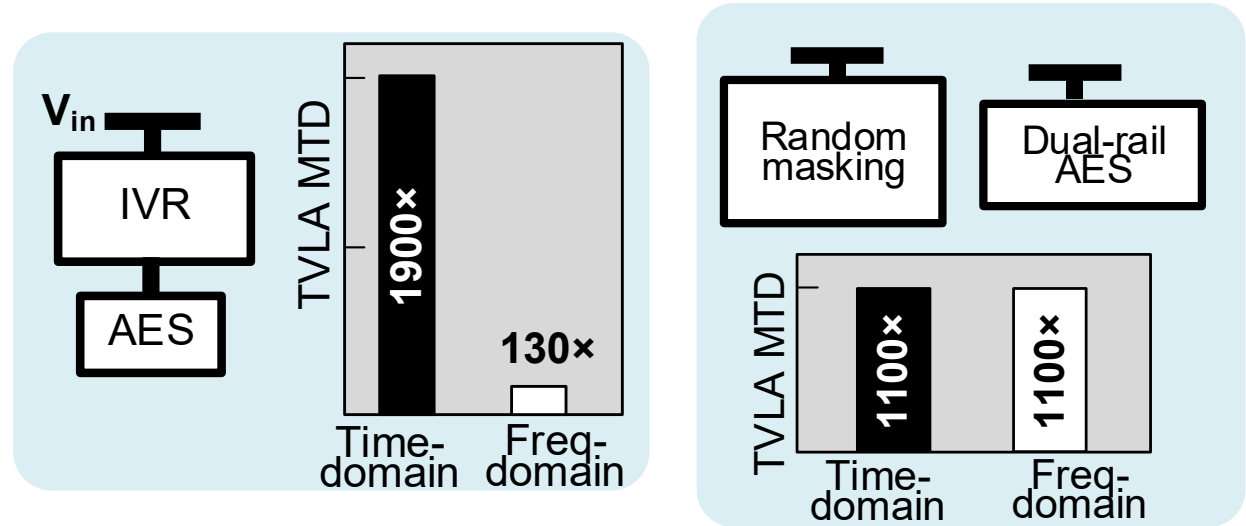 V_in
IVR
AES
TVLA MTD
1900×
130×
Time-
domain
Freq-
domain
Random
masking
Dual-rail
AES
TVLA MTD
1100×
1100×
Time-
domain
Freq-
domain